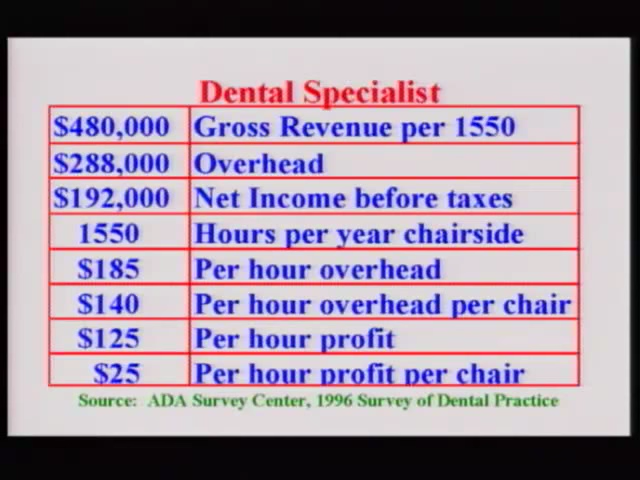 Dental Specialist
$480,000 Gross Revenue per 1550
$288,000 Overhead
$192,000 Net Income before taxes
1550 Hours per year chairside
$185 Per hour overhead
$140 Per hour overhead per chair
$125 Per hour profit
$25 Per hour profit per chair
Source: ADA Survey Center, 1996 Survey of Dental Practice